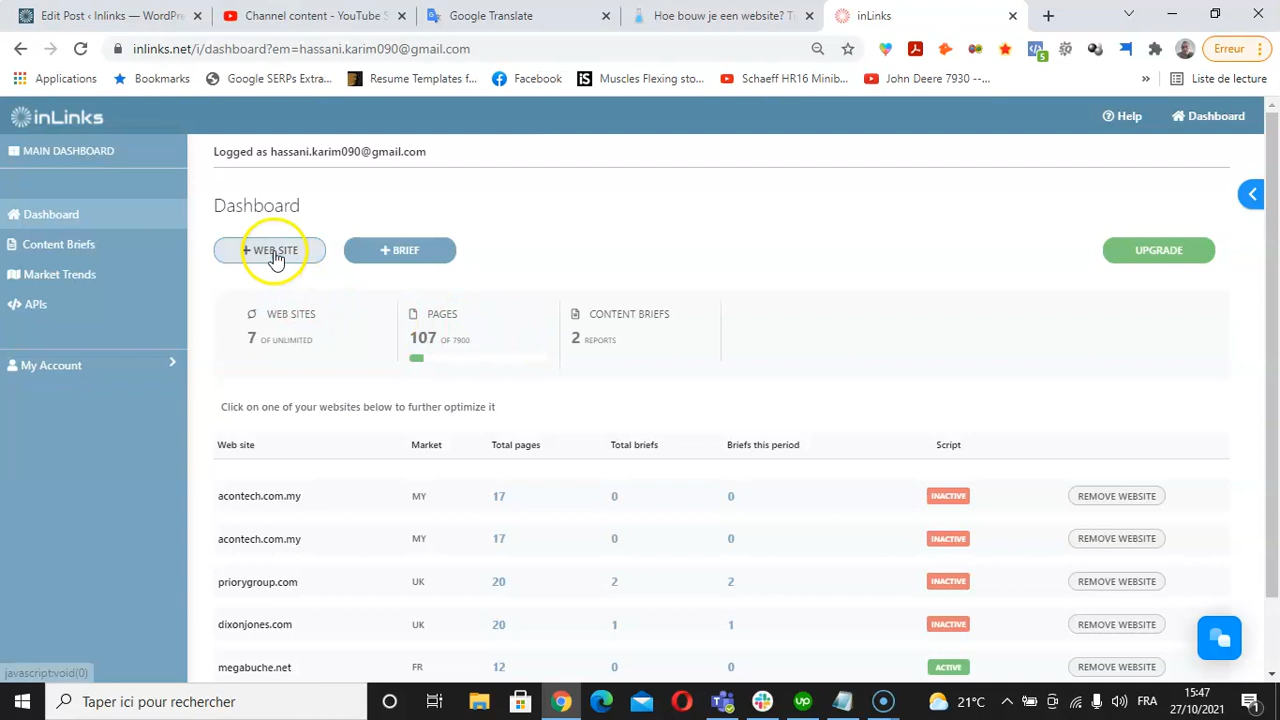 Edit Post ‹ Inlinks — WordPre
Channel content - YouTube S
Google Translate
Hoe bouw je een website? Ti
inLinks
inlinks.net/i/dashboard?em=hassani.karim090@gmail.com
Erreur
Applications
Bookmarks
Google SERPs Extra...
Resume Templates f...
Facebook
Muscles Flexing sto...
Schaeff HR16 Minib...
John Deere 7930 -...
»
Liste de lecture
inLinks
Help
Dashboard
MAIN DASHBOARD
Logged as hassani.karim090@gmail.com
Dashboard
Dashboard
Content Briefs
Market Trends
APIs
My Account
+ WEB SITE
+ BRIEF
UPGRADE
WEB SITES
PAGES
CONTENT BRIEFS
7 OF UNLIMITED
107 OF 7900
2 REPORTS
Click on one of your websites below to further optimize it
Web site Market Total pages Total briefs Briefs this period Script
acontech.com.my MY 17 0 0 INACTIVE REMOVE WEBSITE
acontech.com.my MY 17 0 0 INACTIVE REMOVE WEBSITE
priorygroup.com UK 20 2 2 INACTIVE REMOVE WEBSITE
dixonjones.com UK 20 1 1 INACTIVE REMOVE WEBSITE
megabuche.net FR 12 0 0 ACTIVE REMOVE WEBSITE
javascript:void(0)
Taper ici pour rechercher
21°C
FRA
15:47
27/10/2021